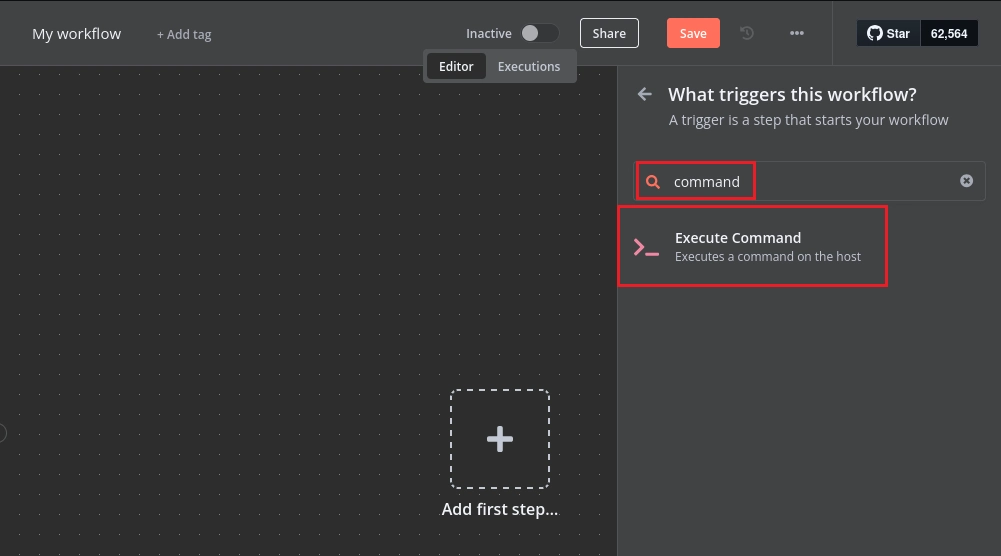 My workflow
+ Add tag
Inactive
Share
Save
Star
62,564
Editor
Executions
What triggers this workflow?
A trigger is a step that starts your workflow
command
Execute Command
Executes a command on the host
Add first step...